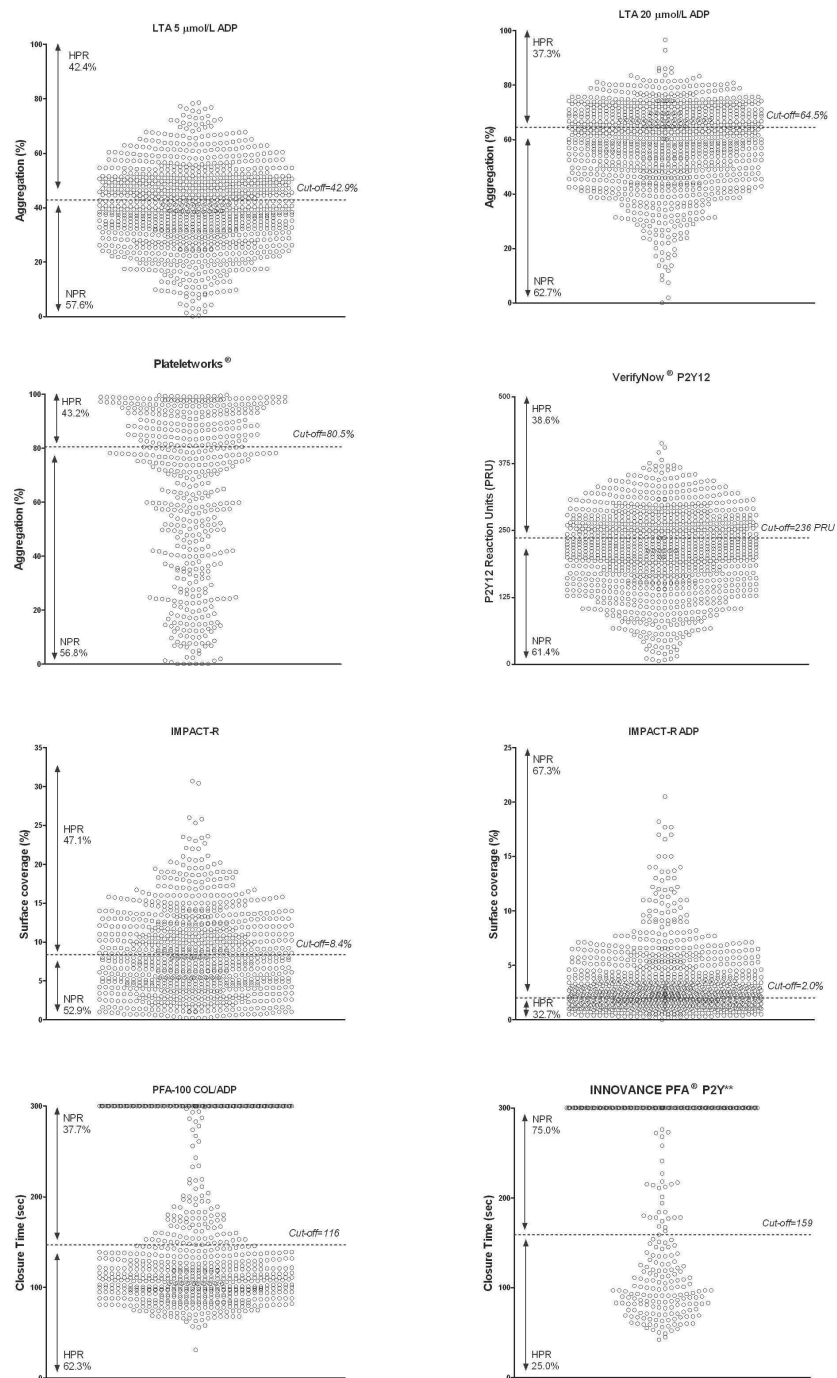 LTA 5 μmol/L ADP
100
80
60
40
20
0
Aggregation (%)
HPR
42.4%
Cut-off=42.9%
NPR
57.6%
LTA 20 μmol/L ADP
100
80
60
40
20
0
Aggregation (%)
HPR
37.3%
Cut-off=64.5%
NPR
62.7%
Plateletworks®
100
80
60
40
20
0
Aggregation (%)
HPR
43.2%
Cut-off=80.5%
NPR
56.8%
VerifyNow® P2Y12
500
375
250
125
0
P2Y12 Reaction Units (PRU)
HPR
38.6%
Cut-off=236 PRU
NPR
61.4%
IMPACT-R
35
30
25
20
15
10
5
0
Surface coverage (%)
HPR
47.1%
Cut-off=8.4%
NPR
52.9%
IMPACT-R ADP
25
20
15
10
5
0
Surface coverage (%)
NPR
67.3%
Cut-off=2.0%
HPR
32.7%
PFA-100 COL/ADP
300
200
100
0
Closure Time (sec)
NPR
37.7%
Cut-off=116
HPR
62.3%
INNOVANCE PFA® P2Y**
300
200
100
0
Closure Time (sec)
NPR
75.0%
Cut-off=159
HPR
25.0%